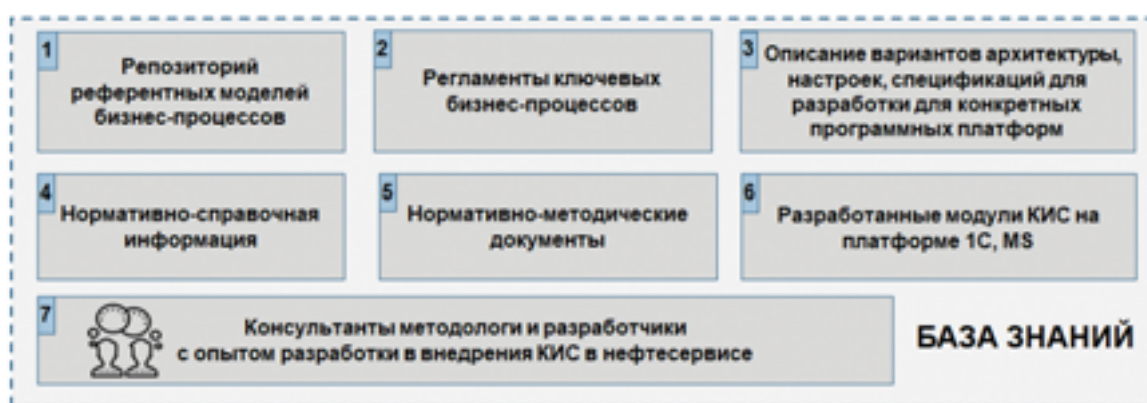 1
Репозиторий
референтных моделей
бизнес-процессов
2
Регламенты ключевых
бизнес-процессов
3
Описание вариантов архитектуры,
настроек, спецификаций для
разработки для конкретных
программных платформ
4
Нормативно-справочная
информация
5
Нормативно-методические
документы
6
Разработанные модули КИС на
платформе 1С, MS
7
Консультанты методологи и разработчики
с опытом разработки в внедрения КИС в нефтесервисе
БАЗА ЗНАНИЙ